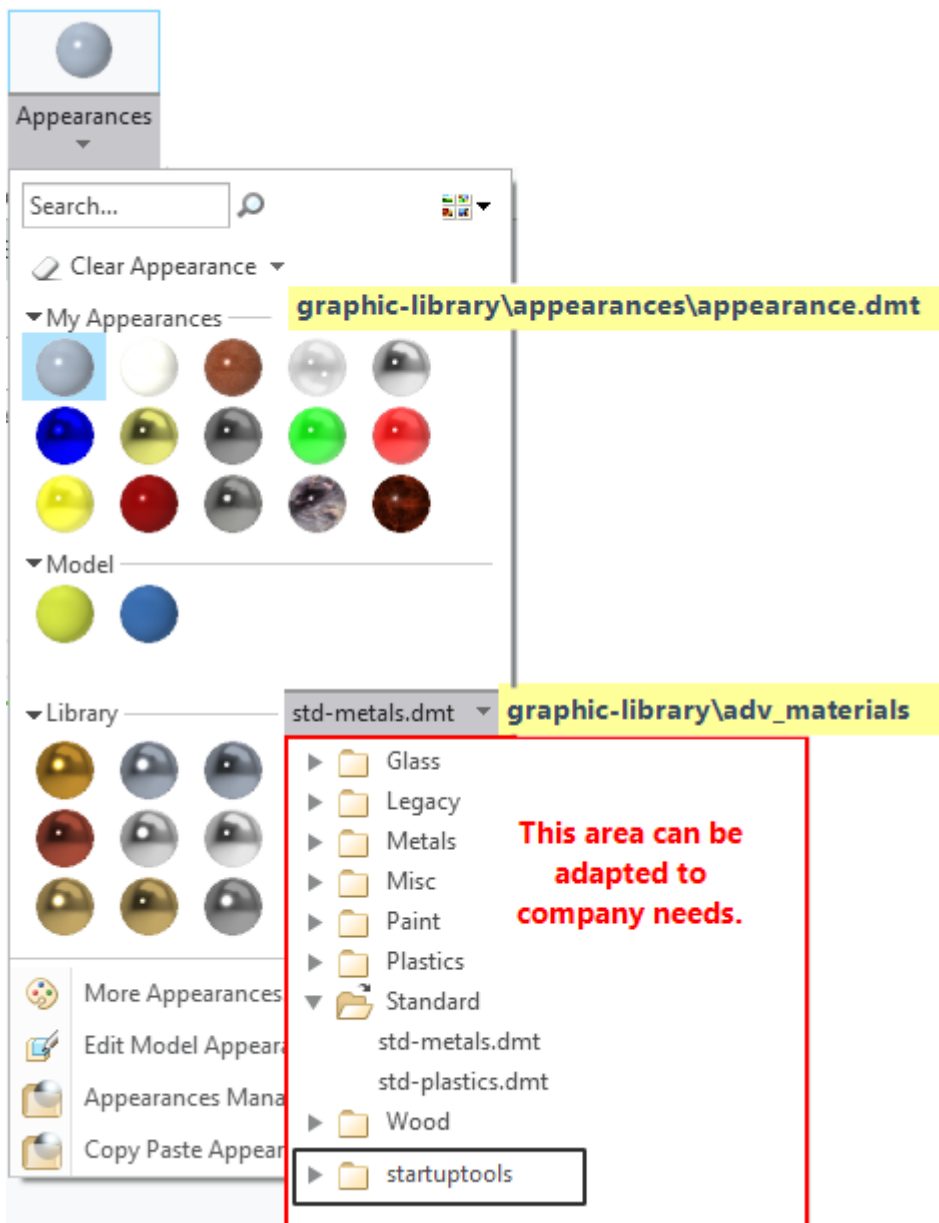 Appearances
Search...
Clear Appearance
My Appearances
graphic-library\appearances\appearance.dmt
Model
Library
std-metals.dmt
graphic-library\adv_materials
Glass
Legacy
Metals
Misc
Paint
Plastics
Standard
std-metals.dmt
std-plastics.dmt
Wood
startuptools
This area can be
adapted to
company needs.
More Appearances
Edit Model Appeara
Appearances Mana
Copy Paste Appear